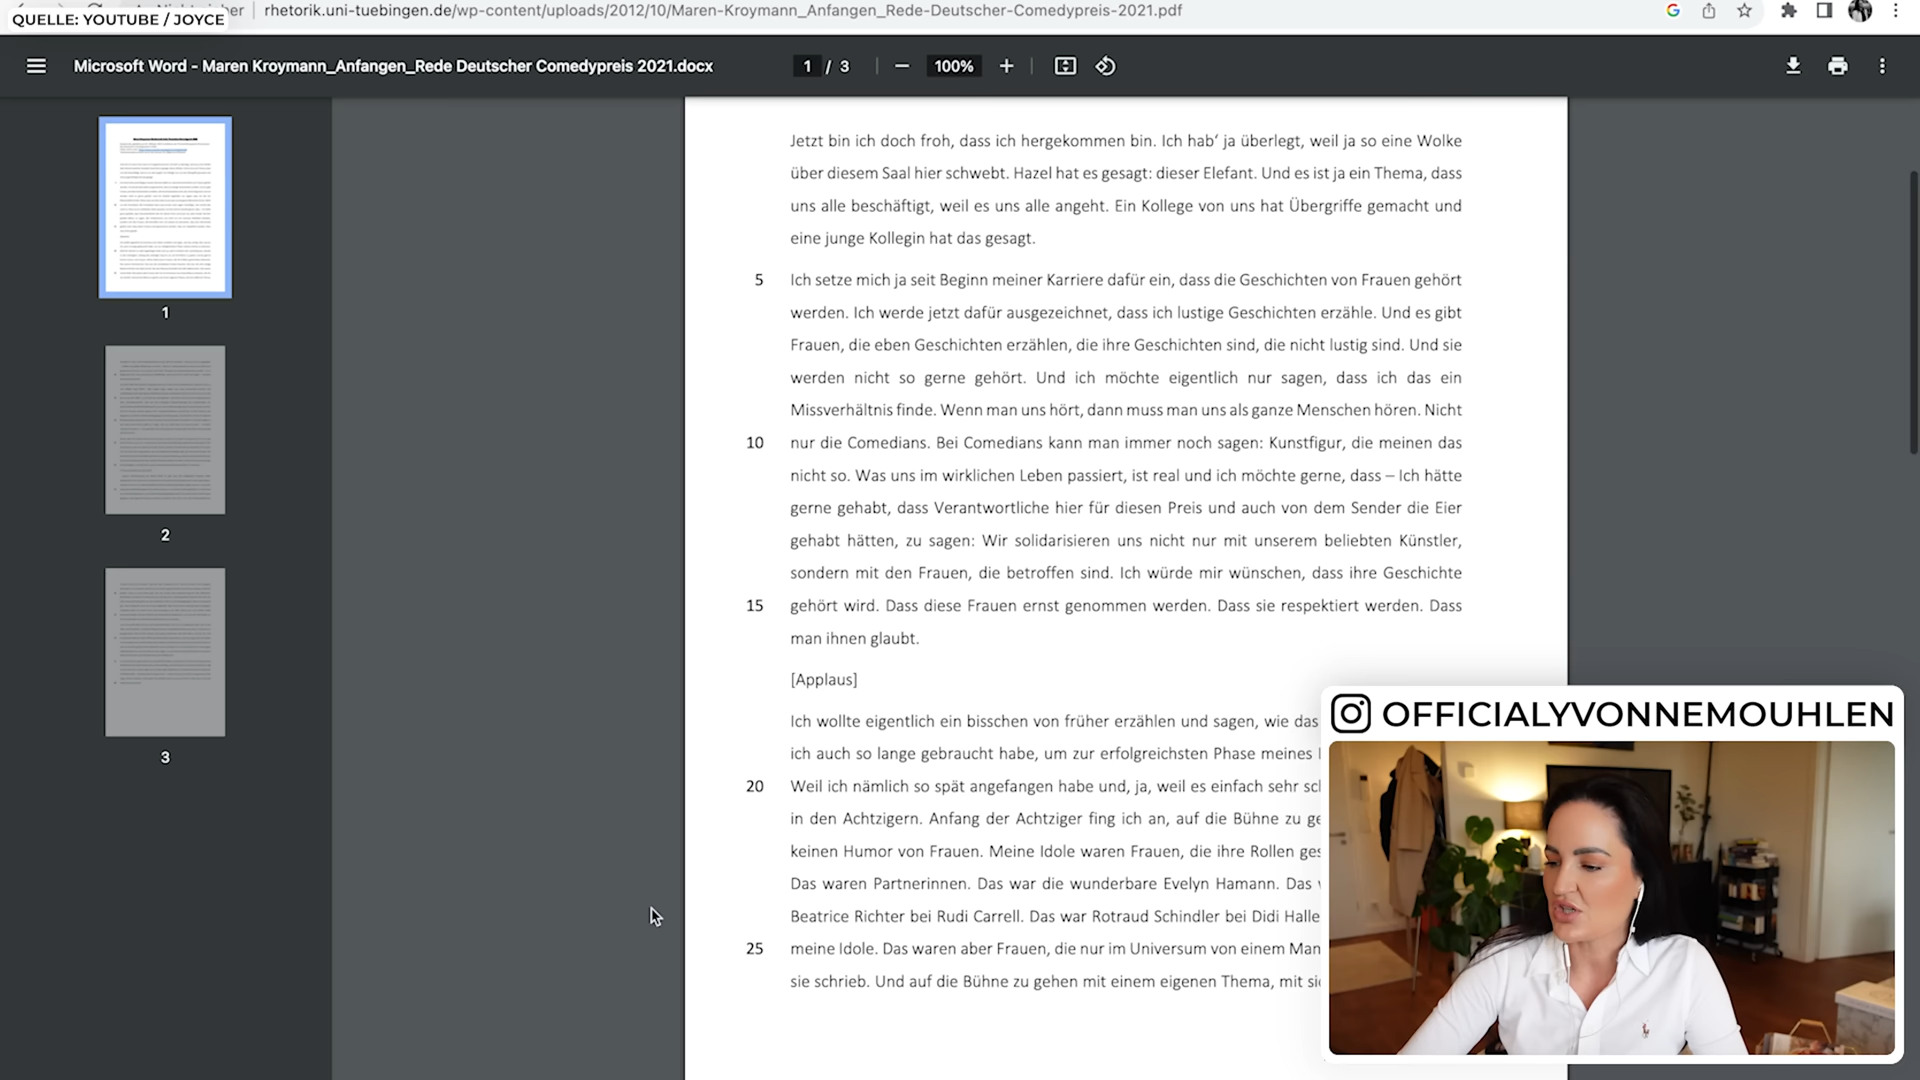 QUELLE: YOUTUBE / JOYCE
rhetorik.uni-tuebingen.de/wp-content/uploads/2012/10/Maren-Kroymann_Anfangen_Rede-Deutscher-Comedypreis-2021.pdf
Microsoft Word - Maren Kroymann_Anfangen_Rede Deutscher Comedypreis 2021.docx
1 / 3
100%
1
2
3
Jetzt bin ich doch froh, dass ich hergekommen bin. Ich hab‘ ja überlegt, weil ja so eine Wolke
über diesem Saal hier schwebt. Hazel hat es gesagt: dieser Elefant. Und es ist ja ein Thema, dass
uns alle beschäftigt, weil es uns alle angeht. Ein Kollege von uns hat Übergriffe gemacht und
eine junge Kollegin hat das gesagt.
5 Ich setze mich ja seit Beginn meiner Karriere dafür ein, dass die Geschichten von Frauen gehört
werden. Ich werde jetzt dafür ausgezeichnet, dass ich lustige Geschichten erzähle. Und es gibt
Frauen, die eben Geschichten erzählen, die ihre Geschichten sind, die nicht lustig sind. Und sie
werden nicht so gerne gehört. Und ich möchte eigentlich nur sagen, dass ich das ein
Missverhältnis finde. Wenn man uns hört, dann muss man uns als ganze Menschen hören. Nicht
10 nur die Comedians. Bei Comedians kann man immer noch sagen: Kunstfigur, die meinen das
nicht so. Was uns im wirklichen Leben passiert, ist real und ich möchte gerne, dass – Ich hätte
gerne gehabt, dass Verantwortliche hier für diesen Preis und auch von dem Sender die Eier
gehabt hätten, zu sagen: Wir solidarisieren uns nicht nur mit unserem beliebten Künstler,
sondern mit den Frauen, die betroffen sind. Ich würde mir wünschen, dass ihre Geschichte
15 gehört wird. Dass diese Frauen ernst genommen werden. Dass sie respektiert werden. Dass
man ihnen glaubt.
[Applaus]
Ich wollte eigentlich ein bisschen von früher erzählen und sagen, wie das
ich auch so lange gebraucht habe, um zur erfolgreichsten Phase meines
20 Weil ich nämlich so spät angefangen habe und, ja, weil es einfach sehr
in den Achtzigern. Anfang der Achtziger fing ich an, auf die Bühne zu
keinen Humor von Frauen. Meine Idole waren Frauen, die ihre Rollen
Das waren Partnerinnen. Das war die wunderbare Evelyn Hamann. Das
Beatrice Richter bei Rudi Carrell. Das war Rotraud Schindler bei Didi
25 meine Idole. Das waren aber Frauen, die nur im Universum von einem
sie schrieb. Und auf die Bühne zu gehen mit einem eigenen Thema, mit
OFFICIALYVONNEMOUHLEN